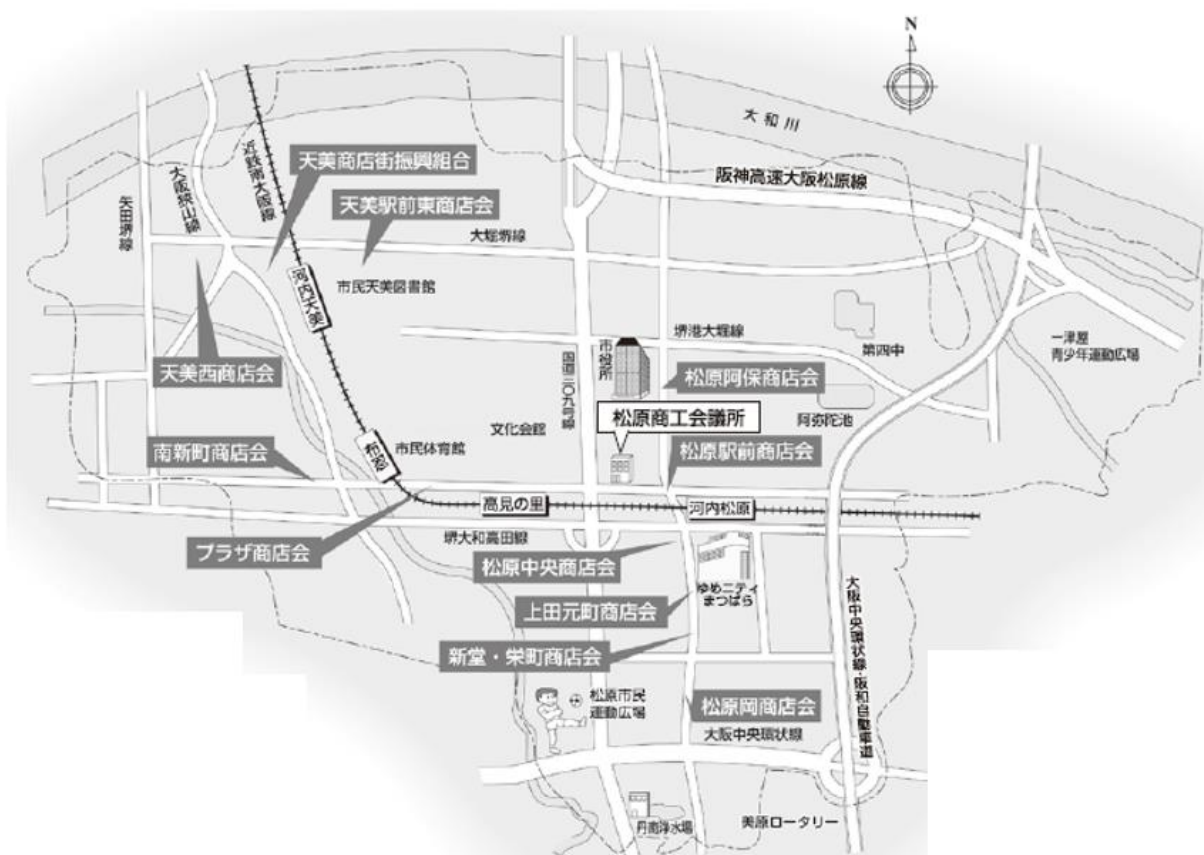 N
大和川
天美商店街振興組合
近鉄南大阪線
大阪狭山線
阪神高速大阪松原線
矢田堺線
天美駅前東商店会
大堀堺線
河内天美
市民天美図書館
堺港大堀線
第四中
一津屋
青少年運動広場
天美西商店会
国道三〇九号線
市役所
松原阿保商店会
松原商工会議所
阿弥陀池
文化会館
布忍
市民体育館
南新町商店会
松原駅前商店会
高見の里
河内松原
プラザ商店会
堺大和高田線
松原中央商店会
ゆめニティ
まつばら
上田元町商店会
新堂・栄町商店会
大阪中央環状線・阪和自動車道
松原市民
運動広場
松原岡商店会
大阪中央環状線
丹南浄水場
美原ロータリー